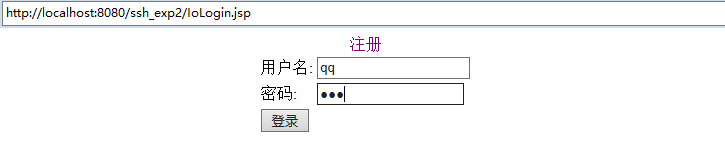 http://localhost:8080/ssh_exp2/IoLogin.jsp
注册
用户名: qq
密码: ●●●
登录